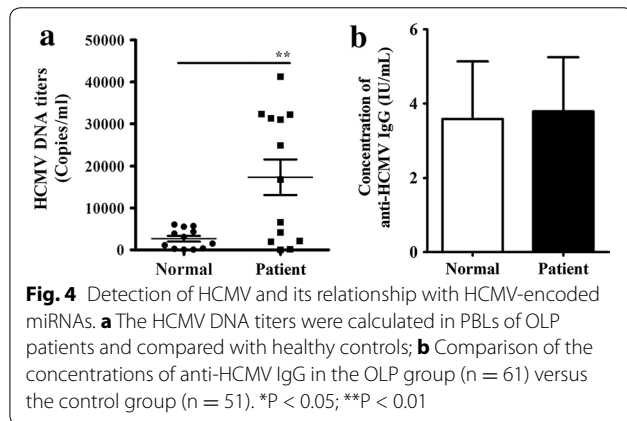 a
b
**
HCMV DNA titers
(Copies/ml)
50000
40000
30000
20000
10000
0
Normal
Patient
Concentration of
anti-HCMV IgG (IU/mL)
6
4
2
0
Normal
Patient
Fig. 4 Detection of HCMV and its relationship with HCMV-encoded
miRNAs. a The HCMV DNA titers were calculated in PBLs of OLP
patients and compared with healthy controls; b Comparison of the
concentrations of anti-HCMV IgG in the OLP group (n = 61) versus
the control group (n = 51). *P < 0.05; **P < 0.01